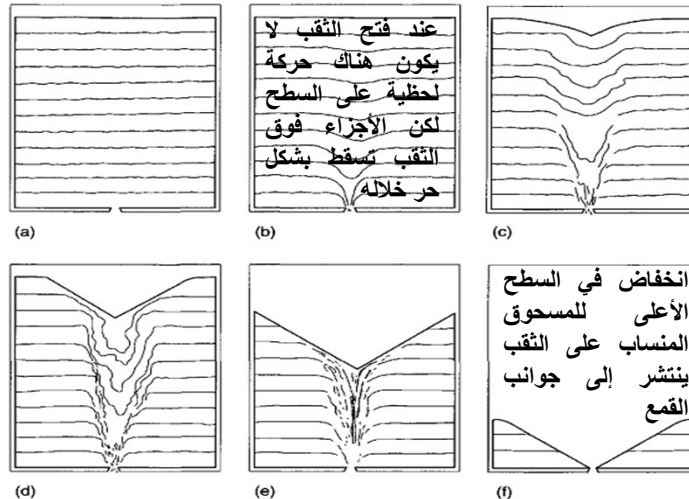 عند فتح الثقب لا
يكون هناك حركة
لحظية على السطح
لكن الأجزاء فوق
الثقب تسقط بشكل
حر خلاله
(a)
(b)
(c)
انخفاض في السطح
الأعلى للمسحوق
المنساب على الثقب
ينتشر إلى جوانب
القمع
(d)
(e)
(f)